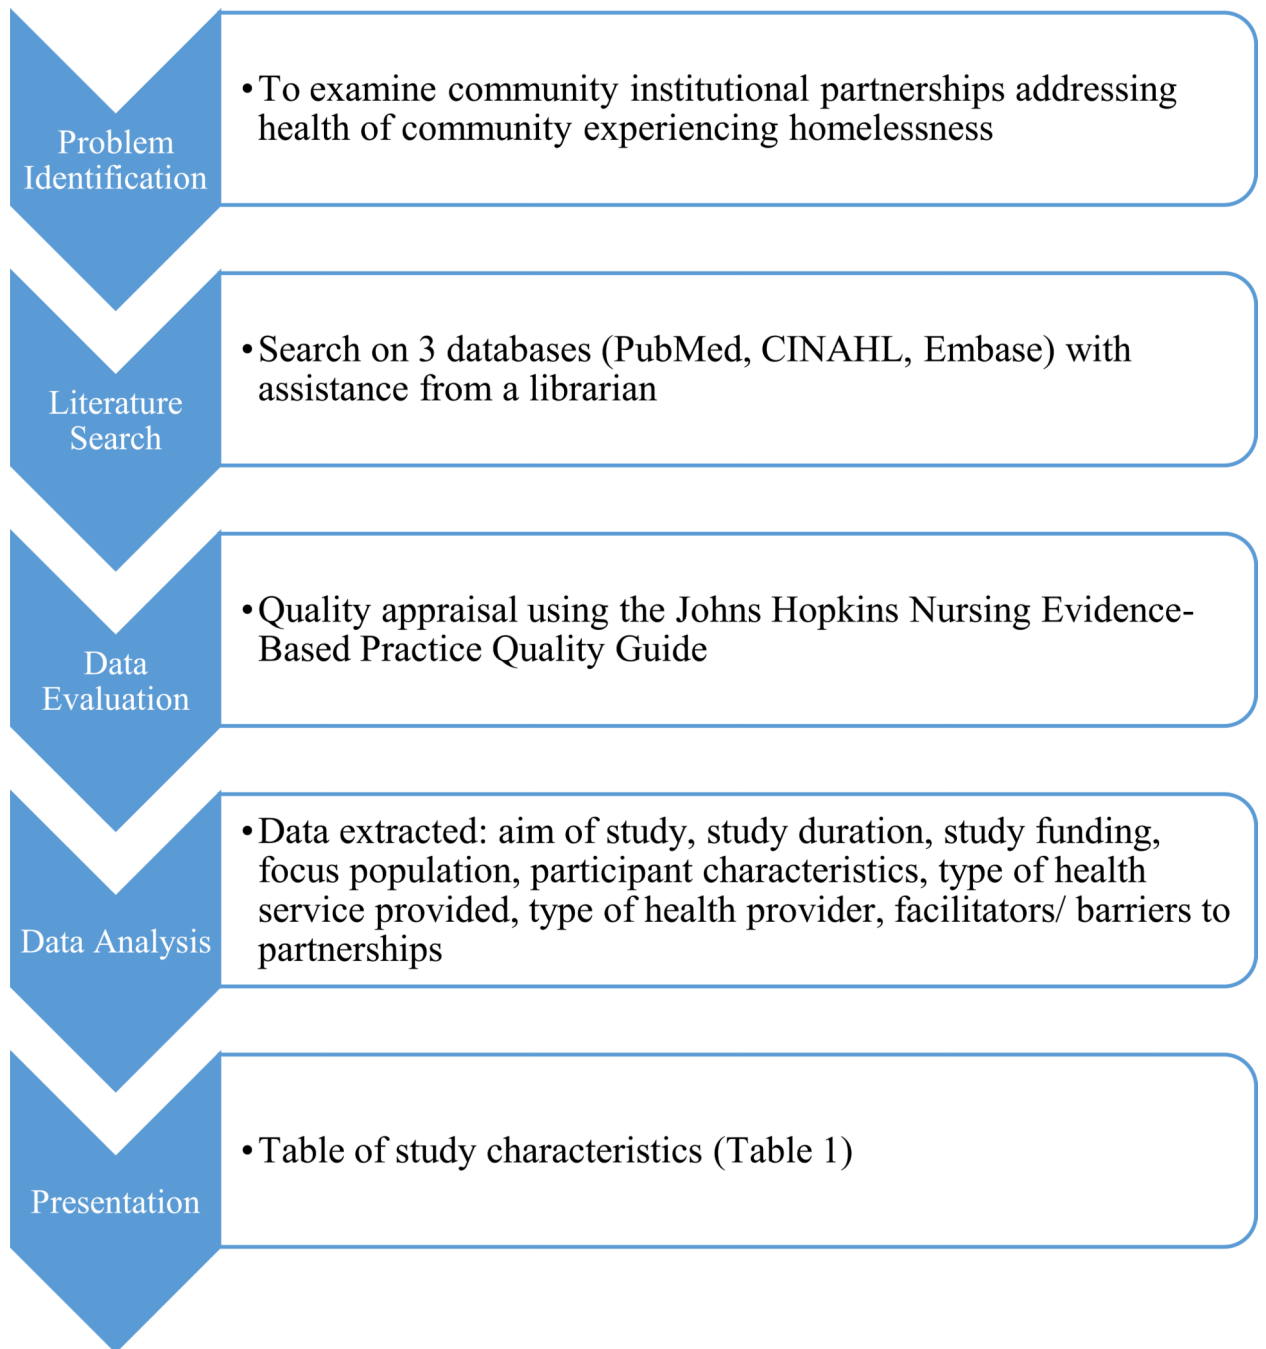 Problem
Identification
•To examine community institutional partnerships addressing
health of community experiencing homelessness
Literature
Search
•Search on 3 databases (PubMed, CINAHL, Embase) with
assistance from a librarian
Data
Evaluation
•Quality appraisal using the Johns Hopkins Nursing Evidence-
Based Practice Quality Guide
Data Analysis
•Data extracted: aim of study, study duration, study funding,
focus population, participant characteristics, type of health
service provided, type of health provider, facilitators/ barriers to
partnerships
Presentation
•Table of study characteristics (Table 1)